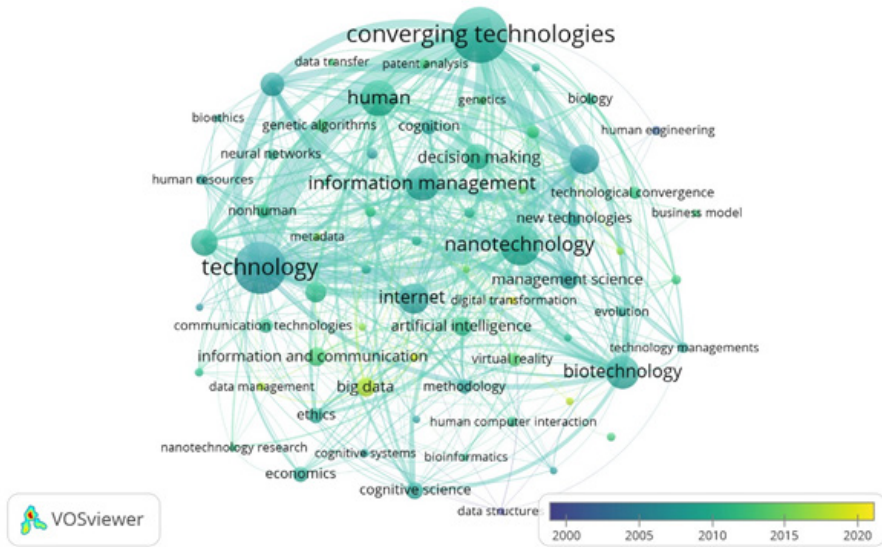 converging technologies
data transfer
patent analysis
human
genetics
biology
bioethics
genetic algorithms
cognition
human engineering
neural networks
decision making
human resources
information management
technological convergence
nonhuman
new technologies
business model
metadata
nanotechnology
technology
management science
internet
digital transformation
evolution
communication technologies
artificial intelligence
technology managements
information and communication
virtual reality
biotechnology
data management
big data
methodology
ethics
human computer interaction
nanotechnology research
cognitive systems
bioinformatics
economics
cognitive science
data structures
VOSviewer
2000 2005 2010 2015 2020